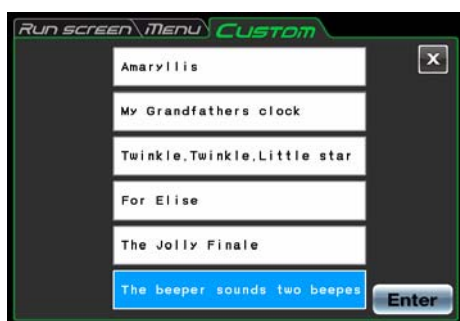 Run screen Menu Custom
X
Amaryllis
My Grandfathers clock
Twinkle,Twinkle,Little star
For Elise
The Jolly Finale
The beeper sounds two beepes
Enter